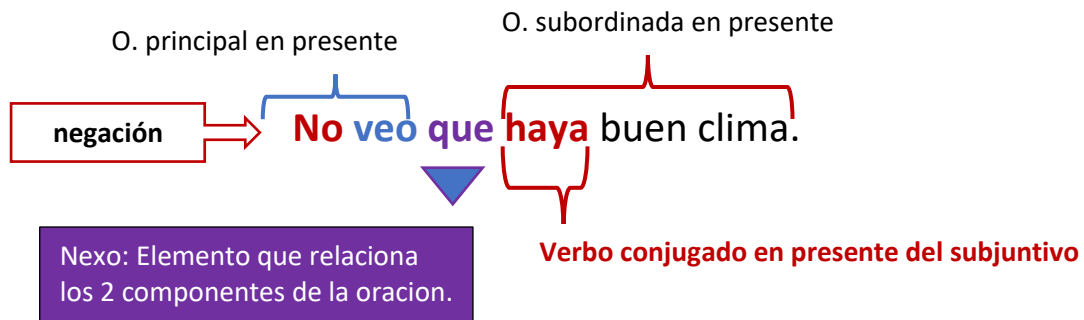 O. principal en presente
O. subordinada en presente
negación
No veo que haya buen clima.
Nexo: Elemento que relaciona
los 2 componentes de la oracion.
Verbo conjugado en presente del subjuntivo